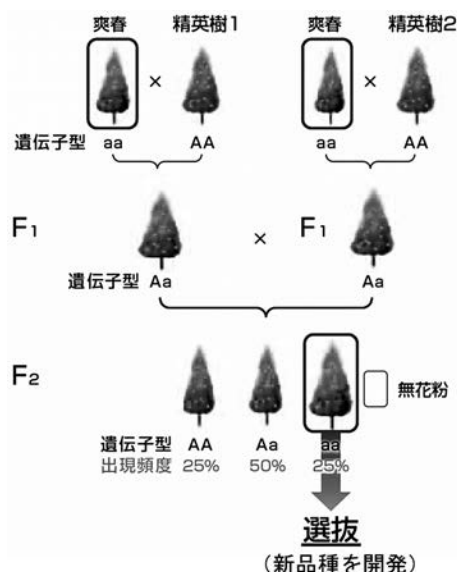 爽春 精英樹1 爽春 精英樹2
× ×
遺伝子型 aa AA aa AA
F1 × F1
遺伝子型 Aa Aa
F2
無花粉
遺伝子型 AA Aa aa
出現頻度 25% 50% 25%
選抜
(新品種を開発)